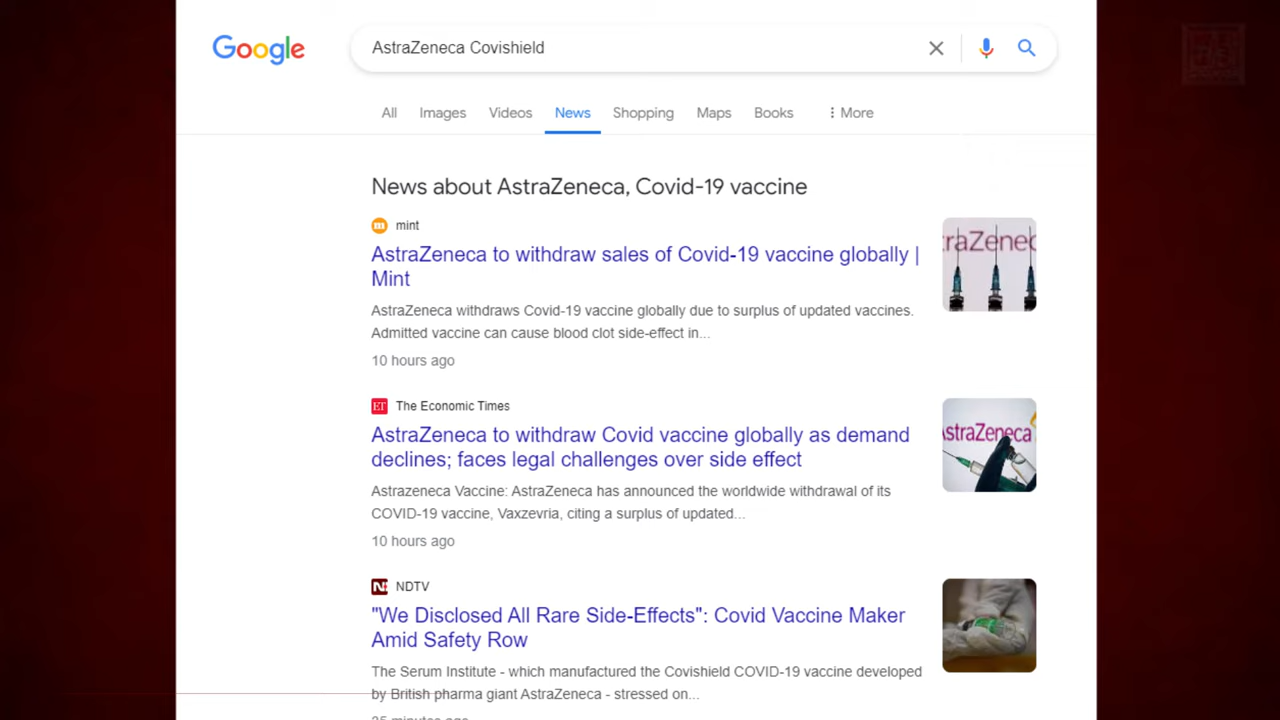 Google
AstraZeneca Covishield
All Images Videos News Shopping Maps Books More
News about AstraZeneca, Covid-19 vaccine
mint
AstraZeneca to withdraw sales of Covid-19 vaccine globally |
Mint
AstraZeneca withdraws Covid-19 vaccine globally due to surplus of updated vaccines.
Admitted vaccine can cause blood clot side-effect in...
10 hours ago
ET The Economic Times
AstraZeneca to withdraw Covid vaccine globally as demand
declines; faces legal challenges over side effect
Astrazeneca Vaccine: AstraZeneca has announced the worldwide withdrawal of its
COVID-19 vaccine, Vaxzevria, citing a surplus of updated...
10 hours ago
NDTV
"We Disclosed All Rare Side-Effects": Covid Vaccine Maker
Amid Safety Row
The Serum Institute - which manufactured the Covishield COVID-19 vaccine developed
by British pharma giant AstraZeneca - stressed on...